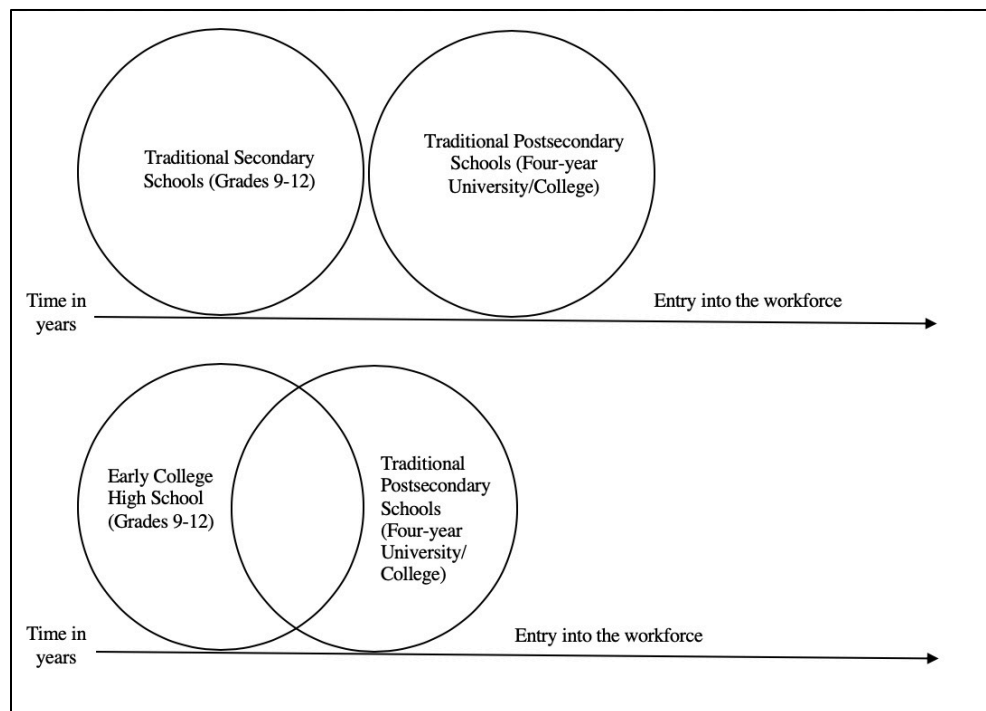 Traditional Secondary
Schools (Grades 9-12)
Traditional Postsecondary
Schools (Four-year
University/College)
Time in
years
Entry into the workforce
Early College
High School
(Grades 9-12)
Traditional
Postsecondary
Schools
(Four-year
University/
College)
Time in
years
Entry into the workforce